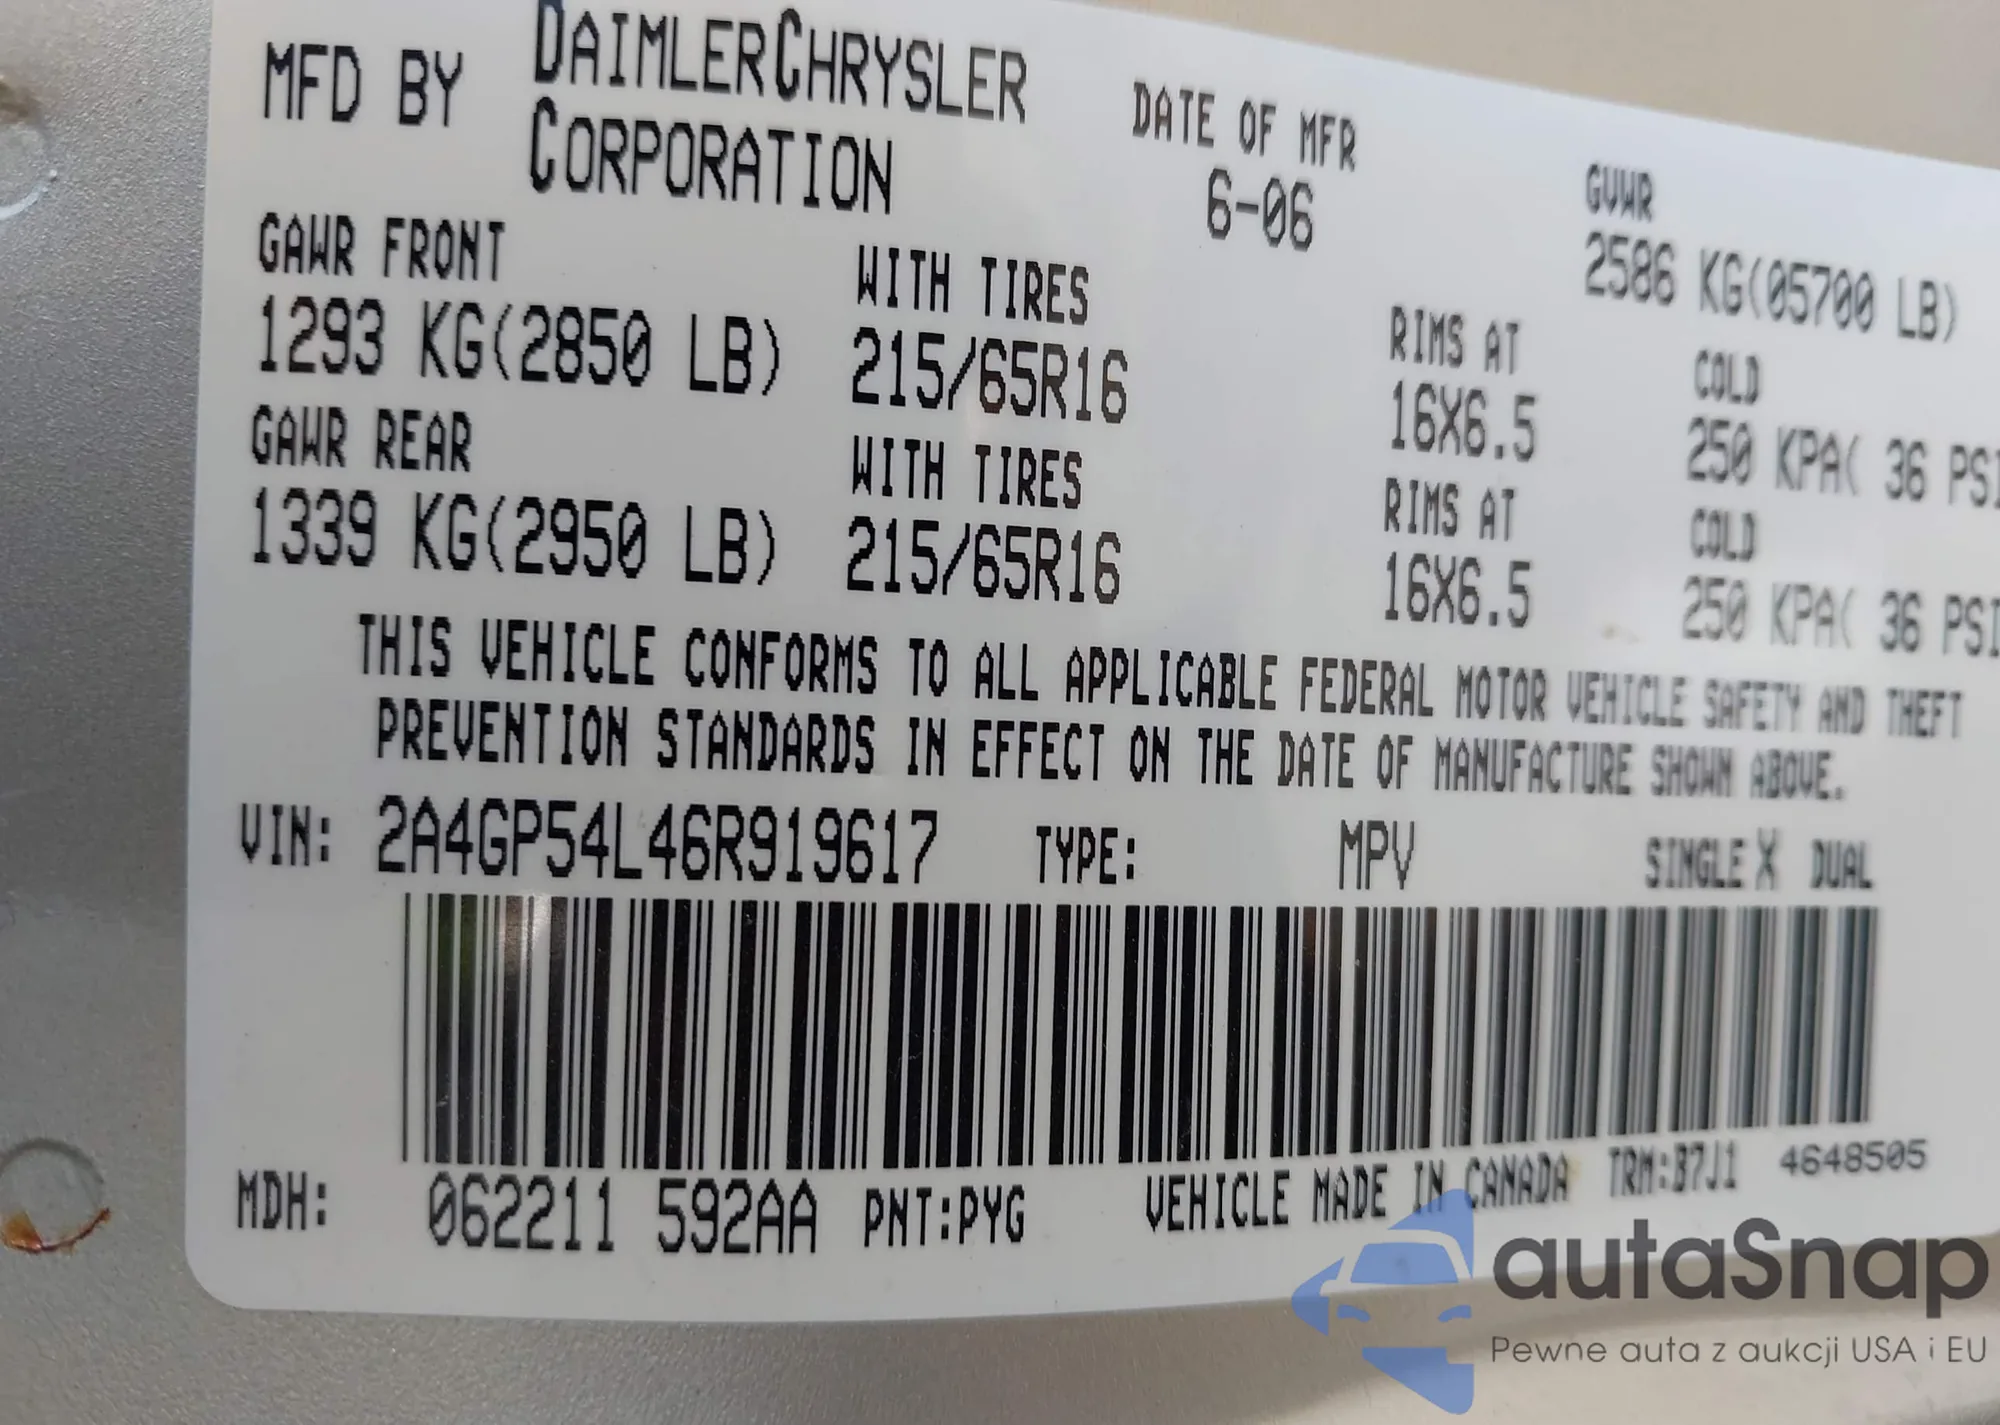 MFD BY DAIMLERCHRYSLER CORPORATION
DATE OF MFR
6-06
GVWR
2586 KG(05700 LB)
GAWR FRONT
1293 KG(2850 LB)
WITH TIRES
215/65R16
RIMS AT
16X6.5
COLD
250 KPA( 36 PSI
GAWR REAR
1339 KG(2950 LB)
WITH TIRES
215/65R16
RIMS AT
16X6.5
COLD
250 KPA( 36 PSI
THIS VEHICLE CONFORMS TO ALL APPLICABLE FEDERAL MOTOR VEHICLE SAFETY AND THEFT
PREVENTION STANDARDS IN EFFECT ON THE DATE OF MANUFACTURE SHOWN ABOVE.
VIN: 2A4GP54L46R919617 TYPE: MPV SINGLE X DUAL
MDH: 062211 592AA PNT:PYG VEHICLE MADE IN CANADA TRM:B7J1 4648505
autaSnap
Pewne auta z aukcji USA i EU